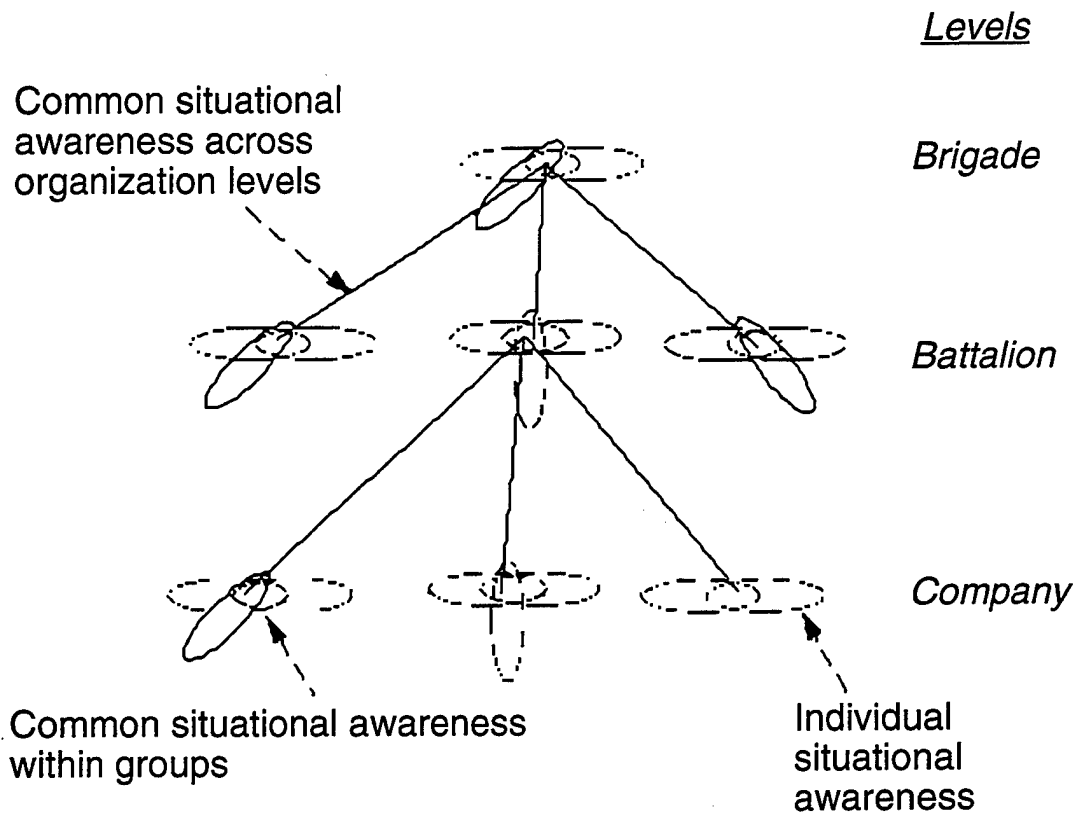 Levels
Common situational
awareness across
organization levels
Brigade
Battalion
Company
Common situational awareness
within groups
Individual
situational
awareness